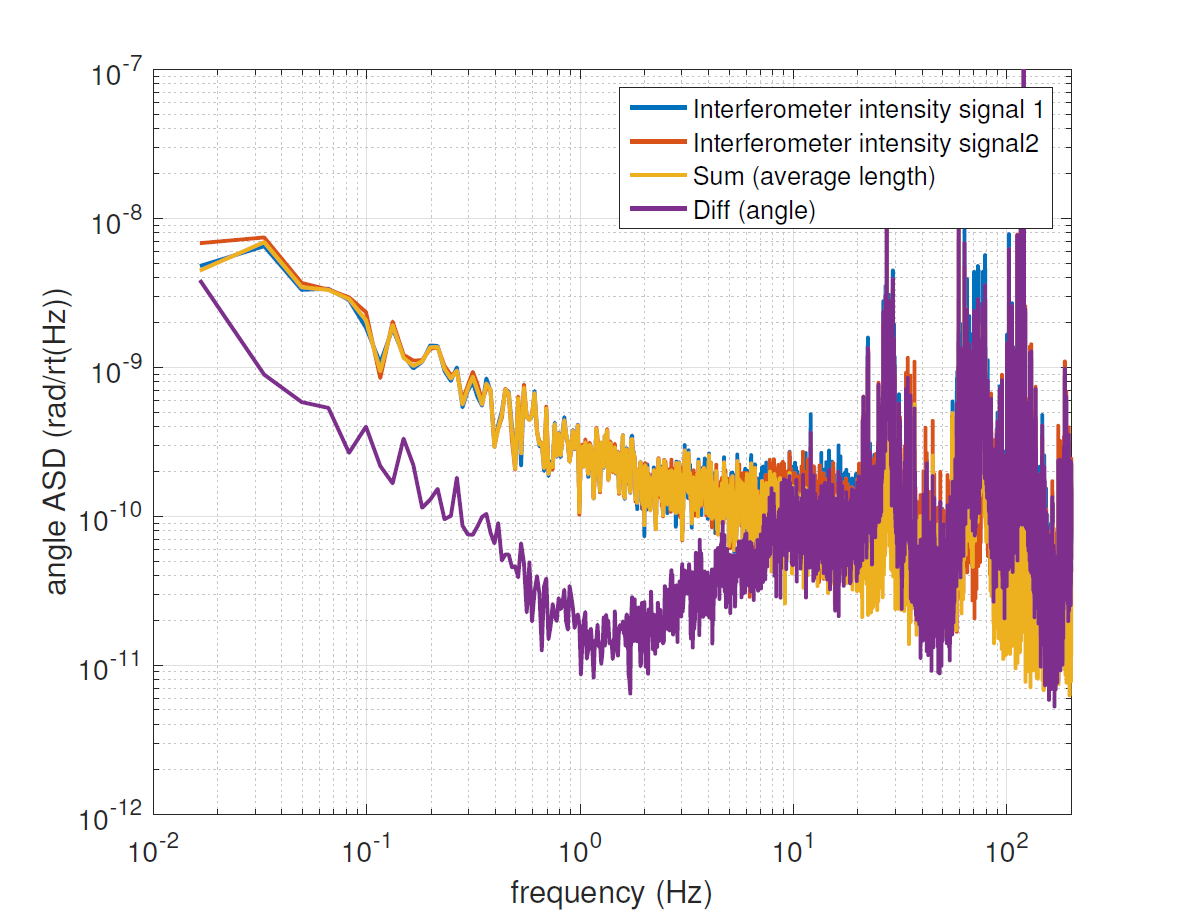 10^-7
10^-8
10^-9
10^-10
10^-11
10^-12
angle ASD (rad/rt(Hz))
Interferometer intensity signal 1
Interferometer intensity signal2
Sum (average length)
Diff (angle)
10^-2 10^-1 10^0 10^1 10^2
frequency (Hz)